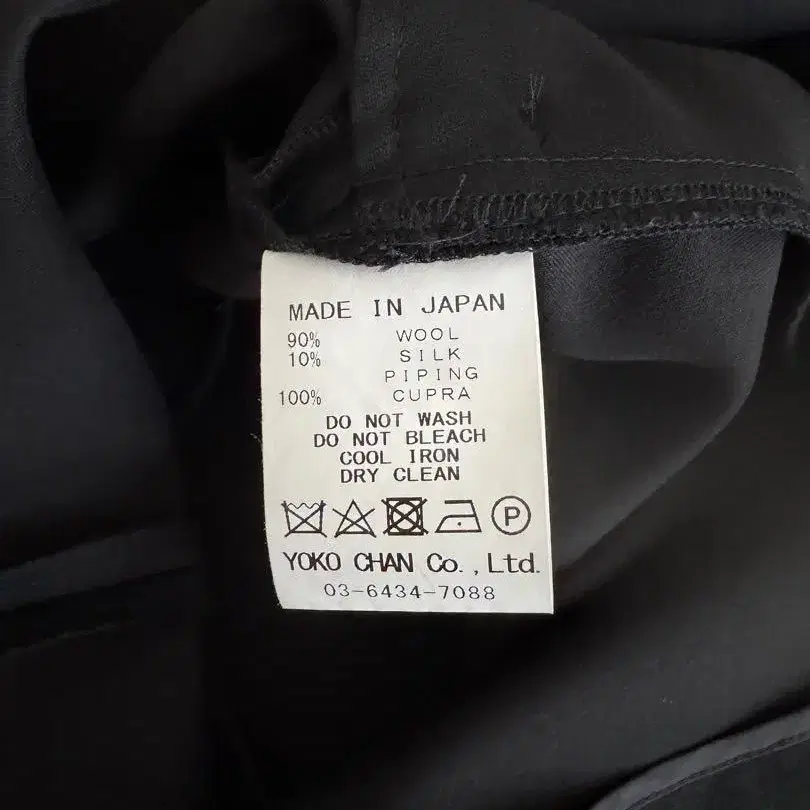 MADE IN JAPAN
90% WOOL
10% SILK
PIPING
100% CUPRA
DO NOT WASH
DO NOT BLEACH
COOL IRON
DRY CLEAN
P
YOKO CHAN Co.,Ltd.
03-6434-7088